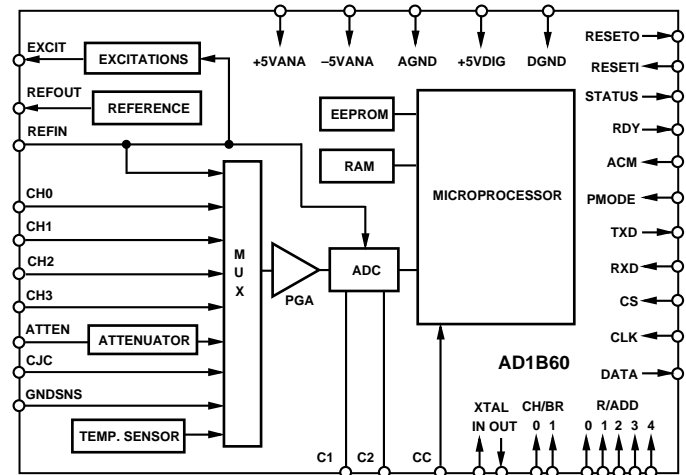 EXCIT
EXCITATIONS
REFOUT
REFERENCE
REFIN
CH0
CH1
CH2
CH3
ATTEN
ATTENUATOR
CJC
GNDSNS
TEMP. SENSOR
MUX
PGA
ADC
+5VANA
–5VANA
AGND
+5VDIG
DGND
EEPROM
RAM
MICROPROCESSOR
RESETO
RESETI
STATUS
RDY
ACM
PMODE
TXD
RXD
CS
CLK
DATA
AD1B60
C1
C2
CC
XTAL
IN OUT
CH/BR
0 1
R/ADD
0 1 2 3 4